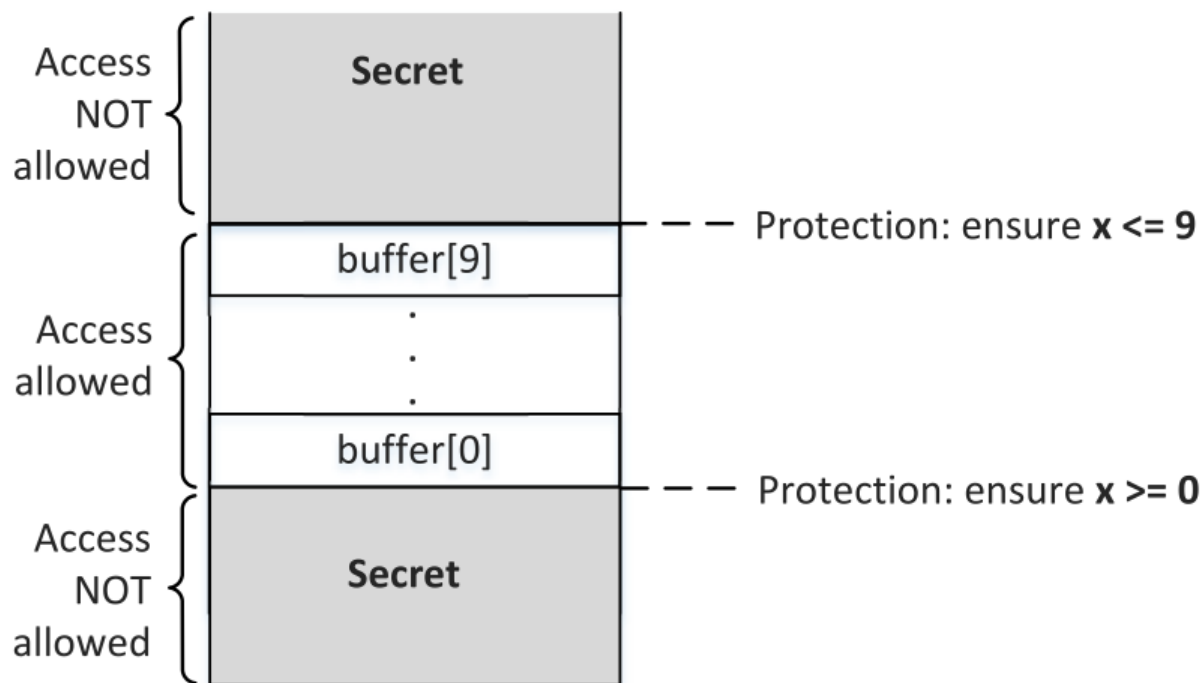 Access
NOT
allowed
Secret
Protection: ensure x <= 9
buffer[9]
.
.
.
Access
allowed
buffer[0]
Protection: ensure x >= 0
Access
NOT
allowed
Secret